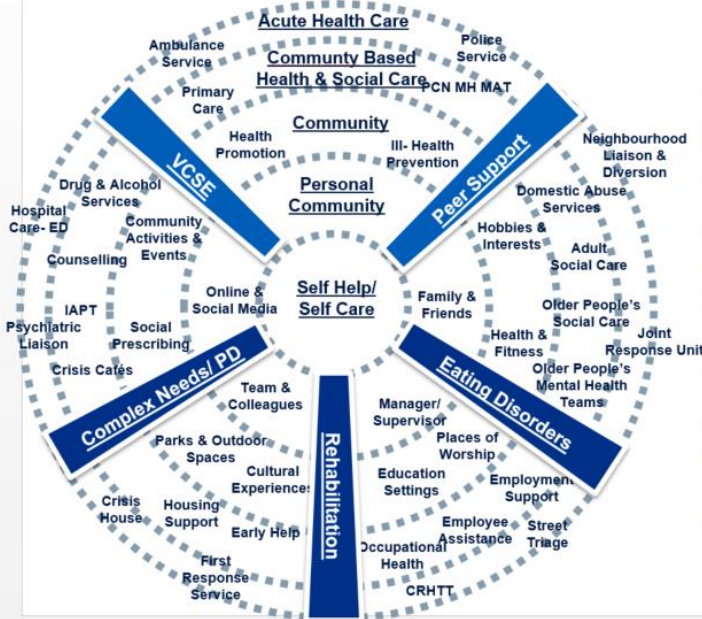 Acute Health Care
Ambulance
Service
Police
Service
Communty Based
Health & Social Care
PCN MH MAT
Primary
Care
Community
Health
Promotion
Ill- Health
Prevention
VCSE
Peer Support
Neighbourhood
Liaison &
Diversion
Personal
Community
Drug & Alcohol
Services
Domestic Abuse
Services
Hospital
Care- ED
Community
Activities &
Events
Hobbies &
Interests
Counselling
Adult
Social Care
Self Help/
Self Care
Online &
Social Media
Family &
Friends
IAPT
Older People's
Social Care
Psychiatric
Liaison
Social
Prescribing
Health &
Fitness
Joint
Response Unit
Crisis Cafés
Older People's
Mental Health
Teams
Complex Needs/ PD
Eating Disorders
Team &
Colleagues
Manager/
Supervisor
Rehabilitation
Parks & Outdoor
Spaces
Places of
Worship
Cultural
Experiences
Education
Settings
Employment
Support
Crisis
House
Housing
Support
Early Help
Employee
Assistance
Street
Triage
Occupational
Health
First
Response
Service
CRHTT